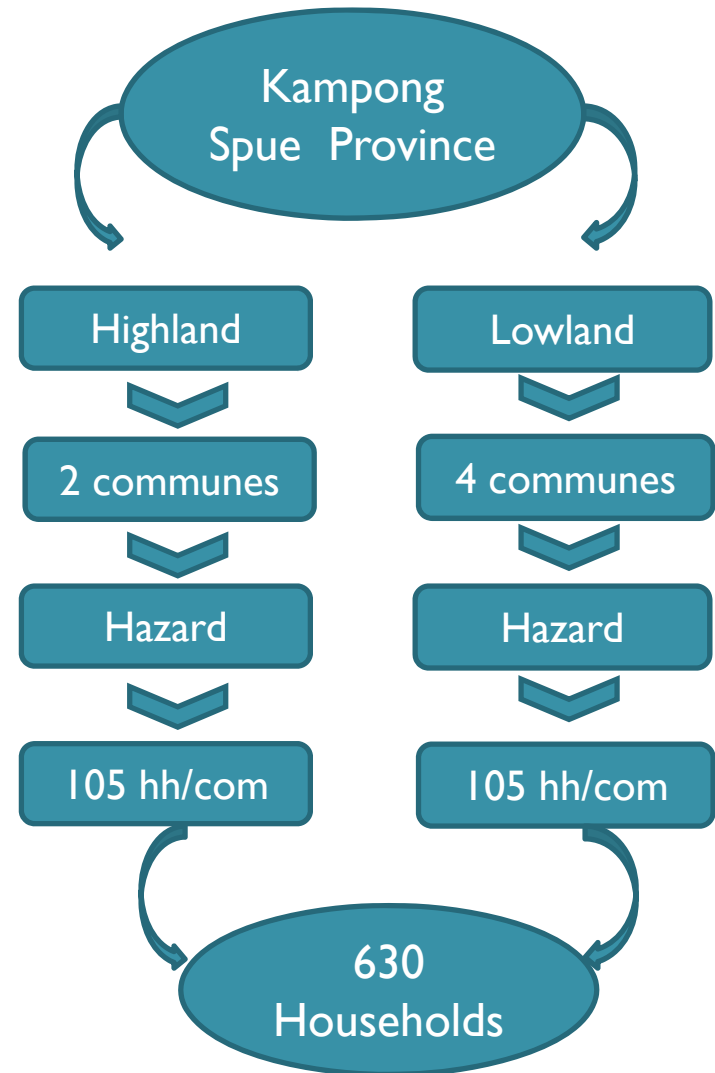 Kampong
Spue Province
Highland
Lowland
2 communes
4 communes
Hazard
Hazard
105 hh/com
105 hh/com
630
Households